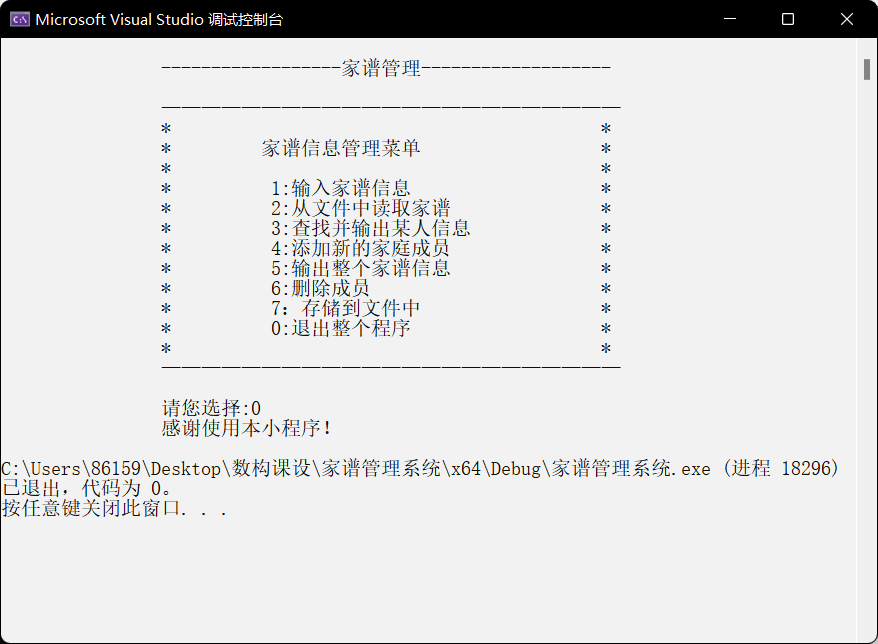 Microsoft Visual Studio 调试控制台
------------------家谱管理-------------------
———————————————————————
* *
* 家谱信息管理菜单 *
* *
* 1:输入家谱信息 *
* 2:从文件中读取家谱 *
* 3:查找并输出某人信息 *
* 4:添加新的家庭成员 *
* 5:输出整个家谱信息 *
* 6:删除成员 *
* 7：存储到文件中 *
* 0:退出整个程序 *
* *
———————————————————————
请您选择:0
感谢使用本小程序!
C:\Users\86159\Desktop\数构课设\家谱管理系统\x64\Debug\家谱管理系统.exe (进程 18296)
已退出，代码为 0。
按任意键关闭此窗口. . .